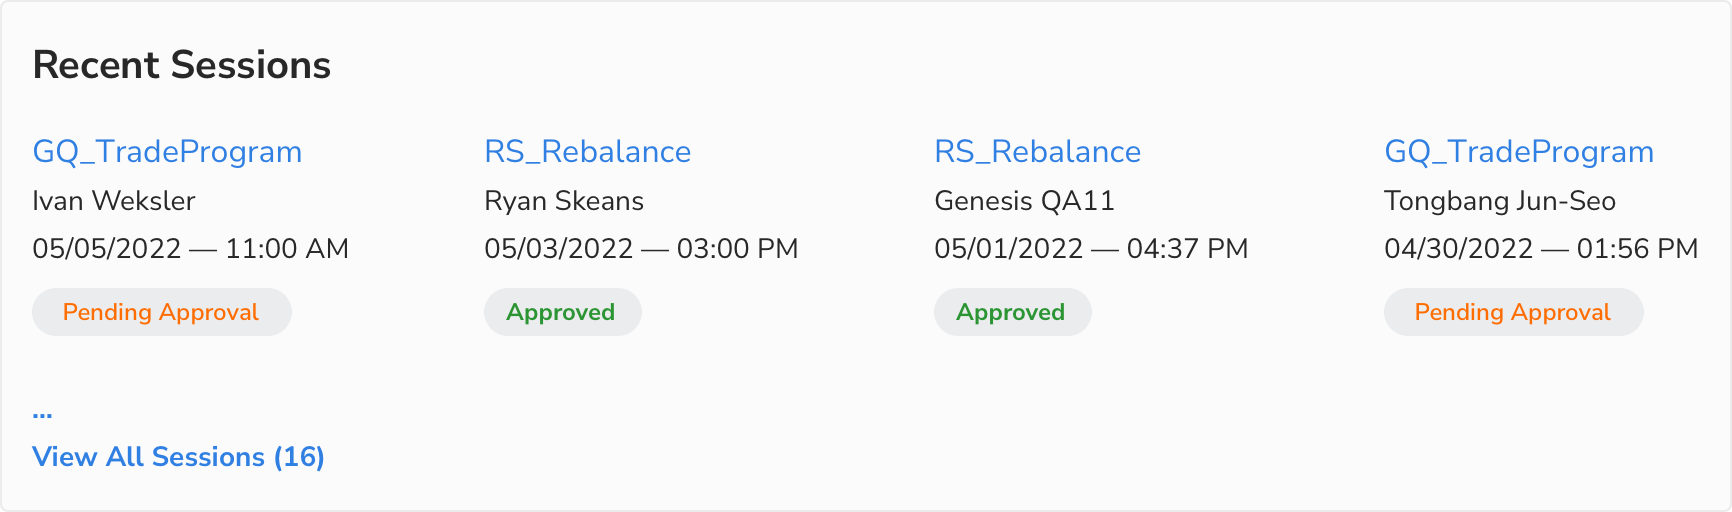 Recent Sessions
GQ_TradeProgram
Ivan Weksler
05/05/2022 — 11:00 AM
Pending Approval
RS_Rebalance
Ryan Skeans
05/03/2022 — 03:00 PM
Approved
RS_Rebalance
Genesis QA11
05/01/2022 — 04:37 PM
Approved
GQ_TradeProgram
Tongbang Jun-Seo
04/30/2022 — 01:56 PM
Pending Approval
...
View All Sessions (16)